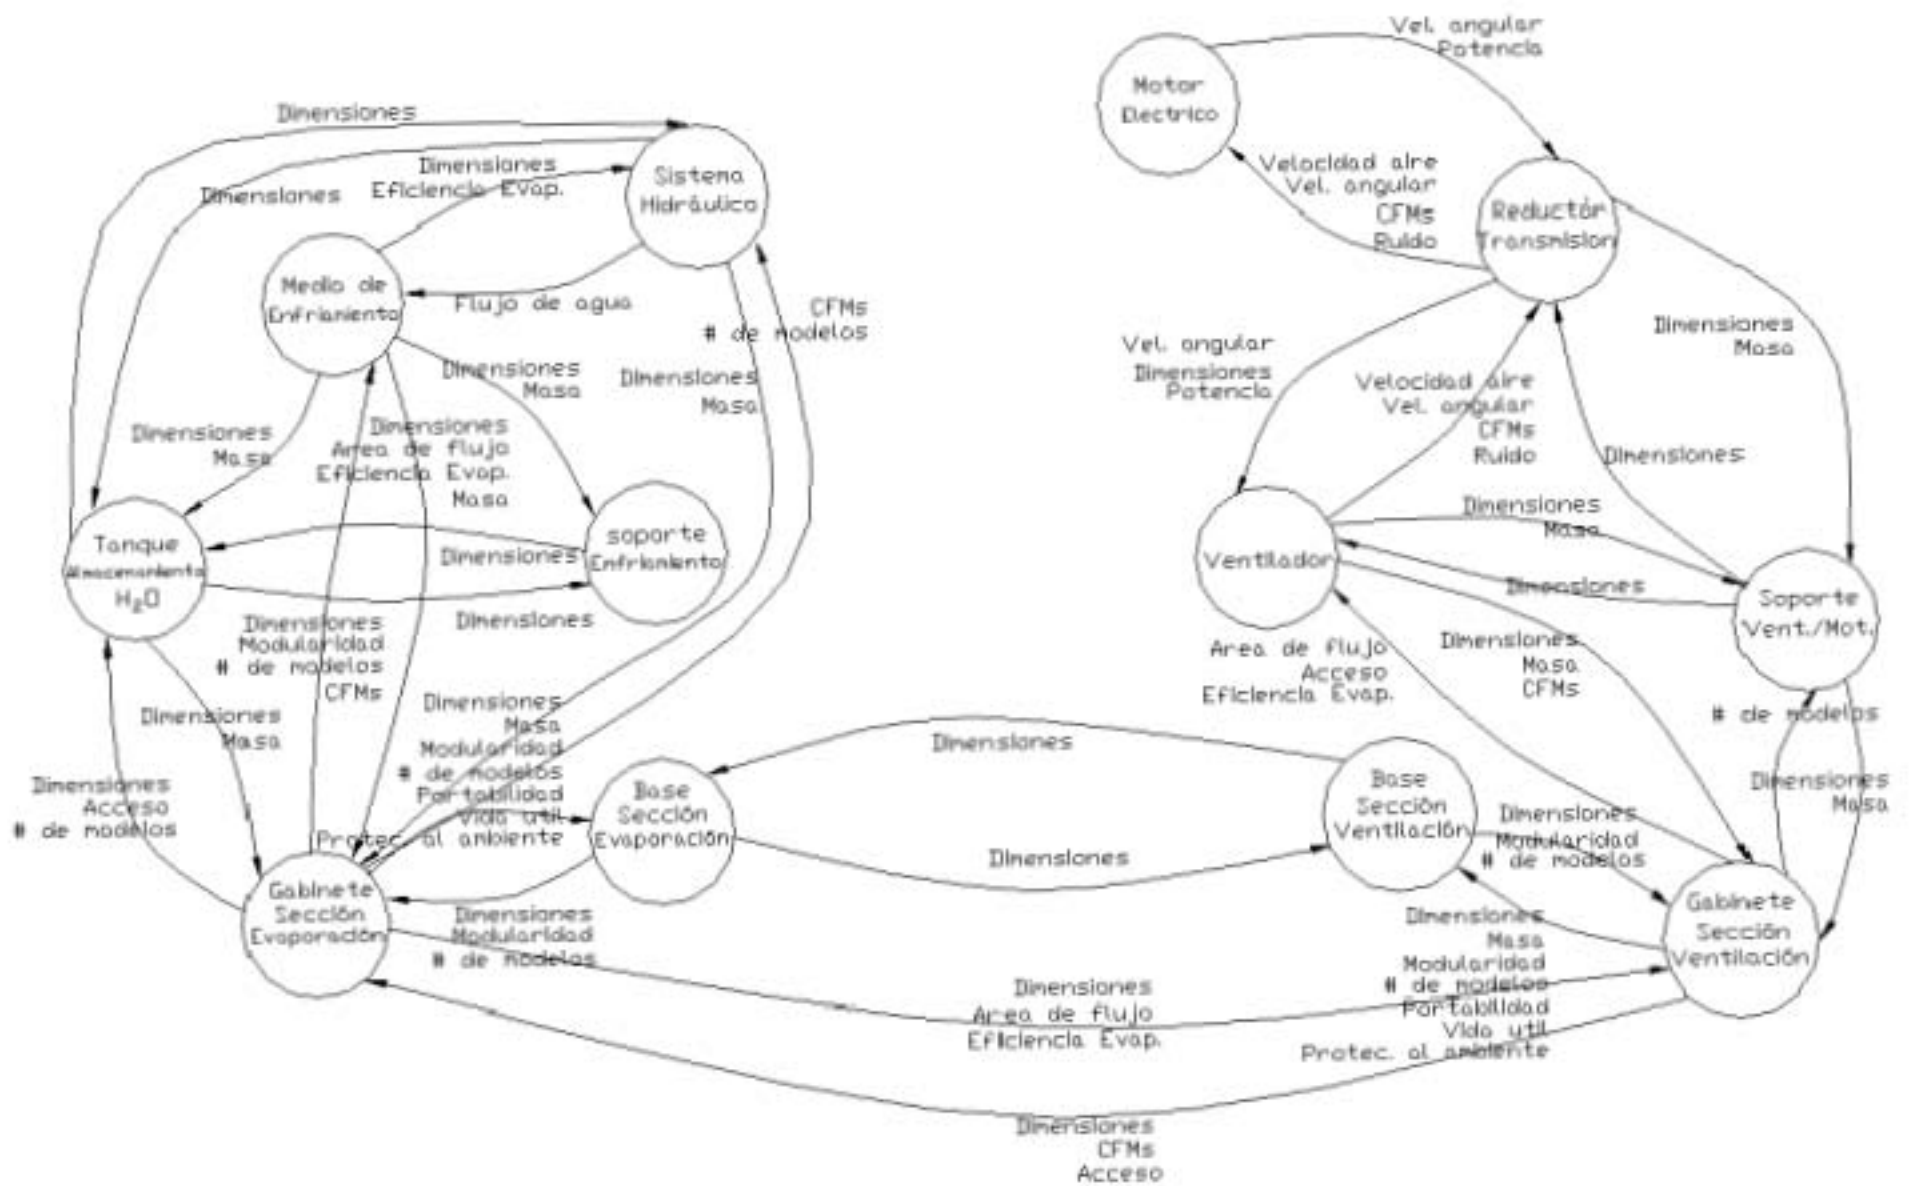 Vel. angular
Potencia
Motor
Electrico
Velocidad aire
Vel. angular
CFMs
Ruido
Reductór
Transmision
Dimensiones
Dimensiones
Dimensiones
Eficiencia Evap.
Sistema
Hidráulico
Medio de
Enfriamiento
Flujo de agua
CFMs
# de modelos
Dimensiones
Masa
Dimensiones
Masa
Dimensiones
Masa
Dimensiones
Area de flujo
Eficiencia Evap.
Masa
Tanque
Almacenamiento
H₂O
soporte
Enfriamiento
Dimensiones
Dimensiones
Dimensiones
Modularidad
# de modelos
CFMs
Dimensiones
Masa
Dimensiones
Acceso
# de modelos
Dimensiones
Masa
Modularidad
# de modelos
Portabilidad
Vida util
Protec. al ambiente
Gabinete
Sección
Evaporación
Base
Sección
Evaporación
Dimensiones
Modularidad
# de modelos
Dimensiones
Dimensiones
Vel. angular
Dimensiones
Potencia
Velocidad aire
Vel. angular
CFMs
Ruido
Dimensiones
Dimensiones
Masa
Dimensiones
Masa
Dimensiones
Ventilador
Soporte
Vent./Mot.
Area de flujo
Acceso
Eficiencia Evap.
Dimensiones
Masa
CFMs
# de modelos
Dimensiones
Masa
Base
Sección
Ventilación
Dimensiones
Modularidad
# de modelos
Gabinete
Sección
Ventilación
Dimensiones
Masa
Modularidad
# de modelos
Portabilidad
Vida util
Protec. al ambiente
Dimensiones
Area de flujo
Eficiencia Evap.
Dimensiones
CFMs
Acceso